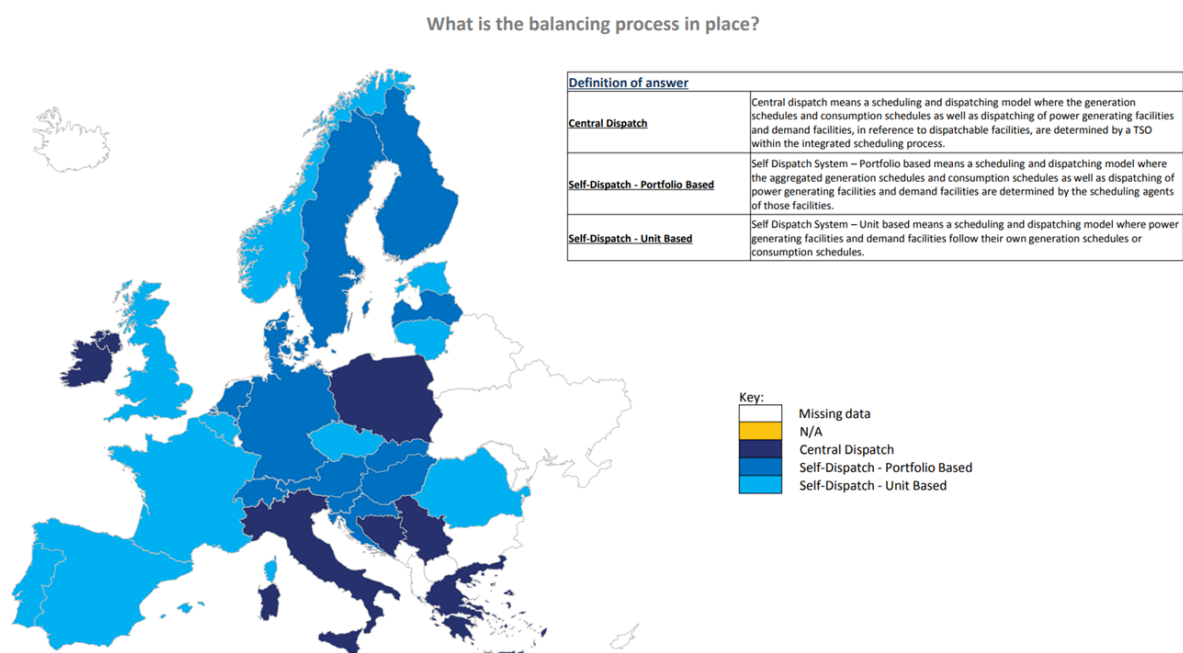 What is the balancing process in place?
Definition of answer
Central Dispatch
Central dispatch means a scheduling and dispatching model where the generation
schedules and consumption schedules as well as dispatching of power generating facilities
and demand facilities, in reference to dispatchable facilities, are determined by a TSO
within the integrated scheduling process.
Self-Dispatch - Portfolio Based
Self Dispatch System – Portfolio based means a scheduling and dispatching model where
the aggregated generation schedules and consumption schedules as well as dispatching of
power generating facilities and demand facilities are determined by the scheduling agents
of those facilities.
Self-Dispatch - Unit Based
Self Dispatch System – Unit based means a scheduling and dispatching model where power
generating facilities and demand facilities follow their own generation schedules or
consumption schedules.
Key:
Missing data
N/A
Central Dispatch
Self-Dispatch - Portfolio Based
Self-Dispatch - Unit Based